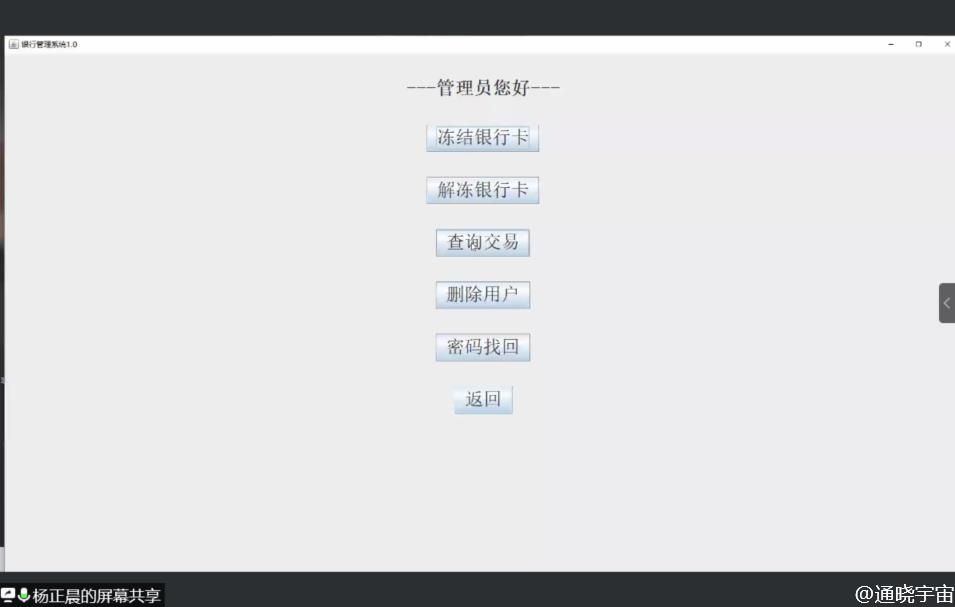 银行管理系统1.0
---管理员您好---
冻结银行卡
解冻银行卡
查询交易
删除用户
密码找回
返回
杨正晨的屏幕共享
@通晓宇宙